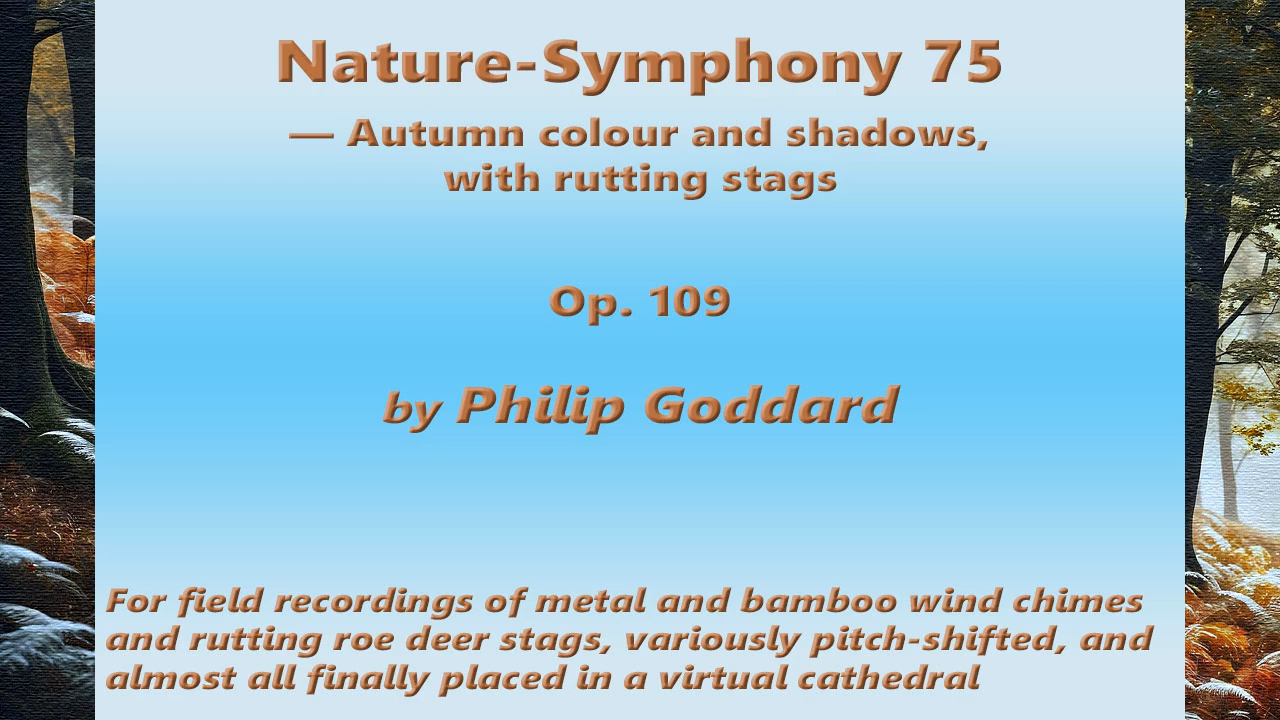 Nature-Symphony 75
— Autumn colour and shadows,
with rutting stags
Op. 109
by Philip Goddard
For field recordings of metal and bamboo wind chimes
and rutting roe deer stags, variously pitch-shifted, and
almost all finally placed in a virtual cathedral